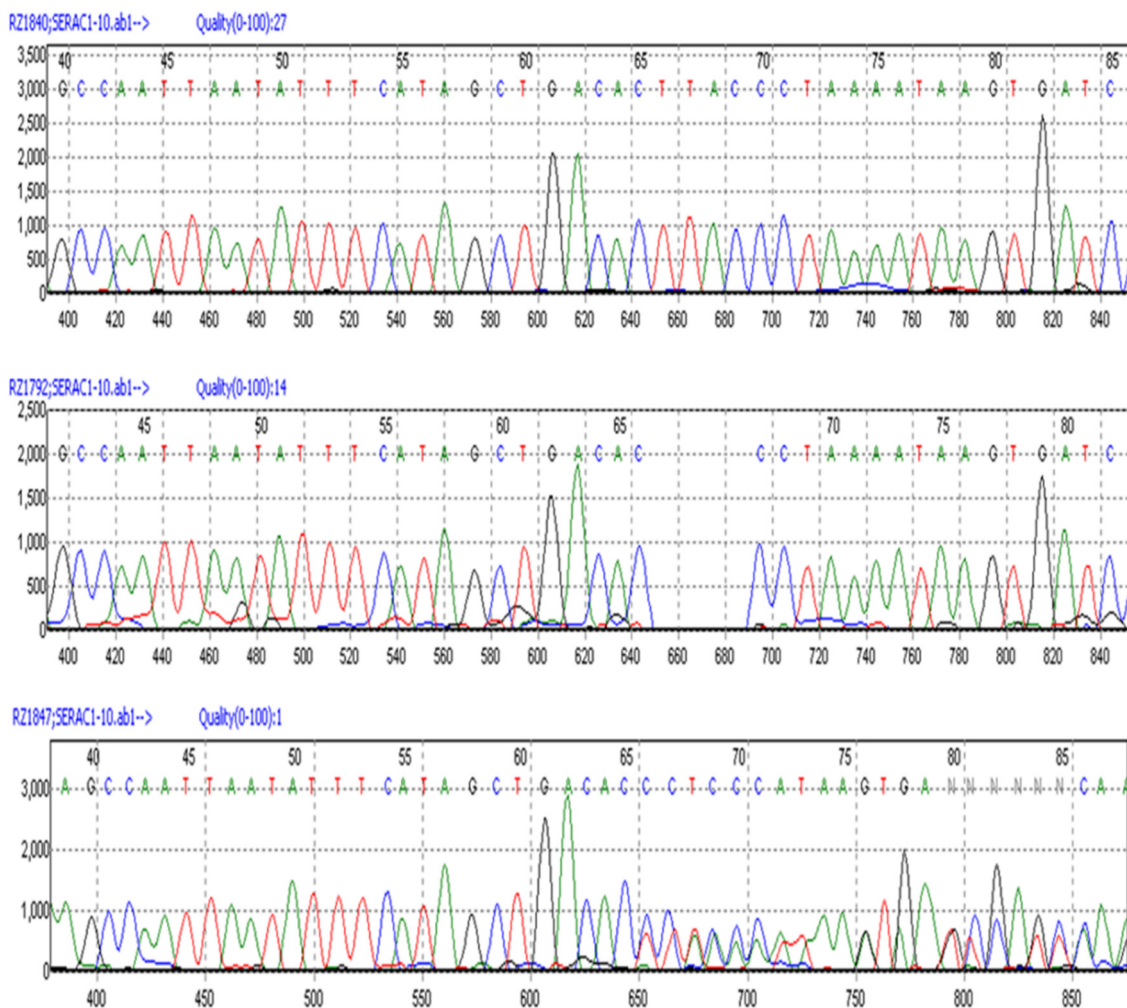 RZ1840;SERAC1-10.ab1--> Quality(0-100):27
40 45 50 55 60 65 70 75 80 85
3,500
3,000 G C C A A T T A A T A T T T C A T A G C T G A C A C T T A C C C T A A A A T A A G T G A T C
2,500
2,000
1,500
1,000
500
0
400 420 440 460 480 500 520 540 560 580 600 620 640 660 680 700 720 740 760 780 800 820 840
RZ1792;SERAC1-10.ab1--> Quality(0-100):14
2,500
45 50 55 60 65 70 75 80
2,000 G C C A A T T A A T A T T T C A T A G C T G A C A C C C T A A A A T A A G T G A T C
1,500
1,000
500
0
400 420 440 460 480 500 520 540 560 580 600 620 640 660 680 700 720 740 760 780 800 820 840
RZ1847;SERAC1-10.ab1--> Quality(0-100):1
40 45 50 55 60 65 70 75 80 85
3,000 A G C C A A T T A A T A T T T C A T A G C T G A C A C C C T C C C A T A A G T G A N N N N N N C A A
2,000
1,000
0
400 450 500 550 600 650 700 750 800 850